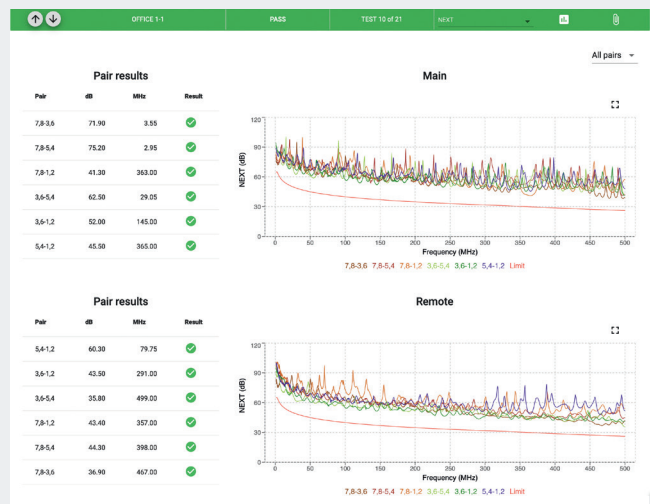 OFFICE 1-1 PASS TEST 10 of 21 NEXT
All pairs
Pair results
Pair dB MHz Result
7,8-3,6 71.90 3.55
7,8-5,4 75.20 2.95
7,8-1,2 41.30 363.00
3,6-5,4 62.50 29.05
3,6-1,2 52.00 145.00
5,4-1,2 45.50 365.00
Main
NEXT (dB)
120
90
60
30
0
0 50 100 150 200 250 300 350 400 450 500
Frequency (MHz)
7,8-3,6 7,8-5,4 7,8-1,2 3,6-5,4 3,6-1,2 5,4-1,2 Limit
Pair results
Pair dB MHz Result
5,4-1,2 60.30 79.75
3,6-1,2 43.50 291.00
3,6-5,4 35.80 499.00
7,8-1,2 43.40 357.00
7,8-5,4 44.30 398.00
7,8-3,6 36.90 467.00
Remote
NEXT (dB)
120
90
60
30
0
0 50 100 150 200 250 300 350 400 450 500
Frequency (MHz)
7,8-3,6 7,8-5,4 7,8-1,2 3,6-5,4 3,6-1,2 5,4-1,2 Limit